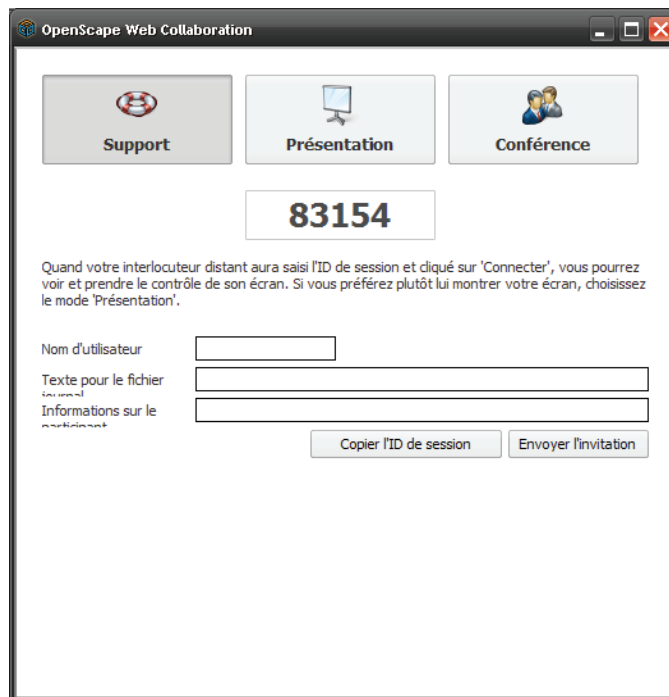 OpenScape Web Collaboration
Support
Présentation
Conférence
83154
Quand votre interlocuteur distant aura saisi l'ID de session et cliqué sur 'Connecter', vous pourrez
voir et prendre le contrôle de son écran. Si vous préférez plutôt lui montrer votre écran, choisissez
le mode 'Présentation'.
Nom d'utilisateur
Texte pour le fichier
journal
Informations sur le
participant
Copier l'ID de session
Envoyer l'invitation